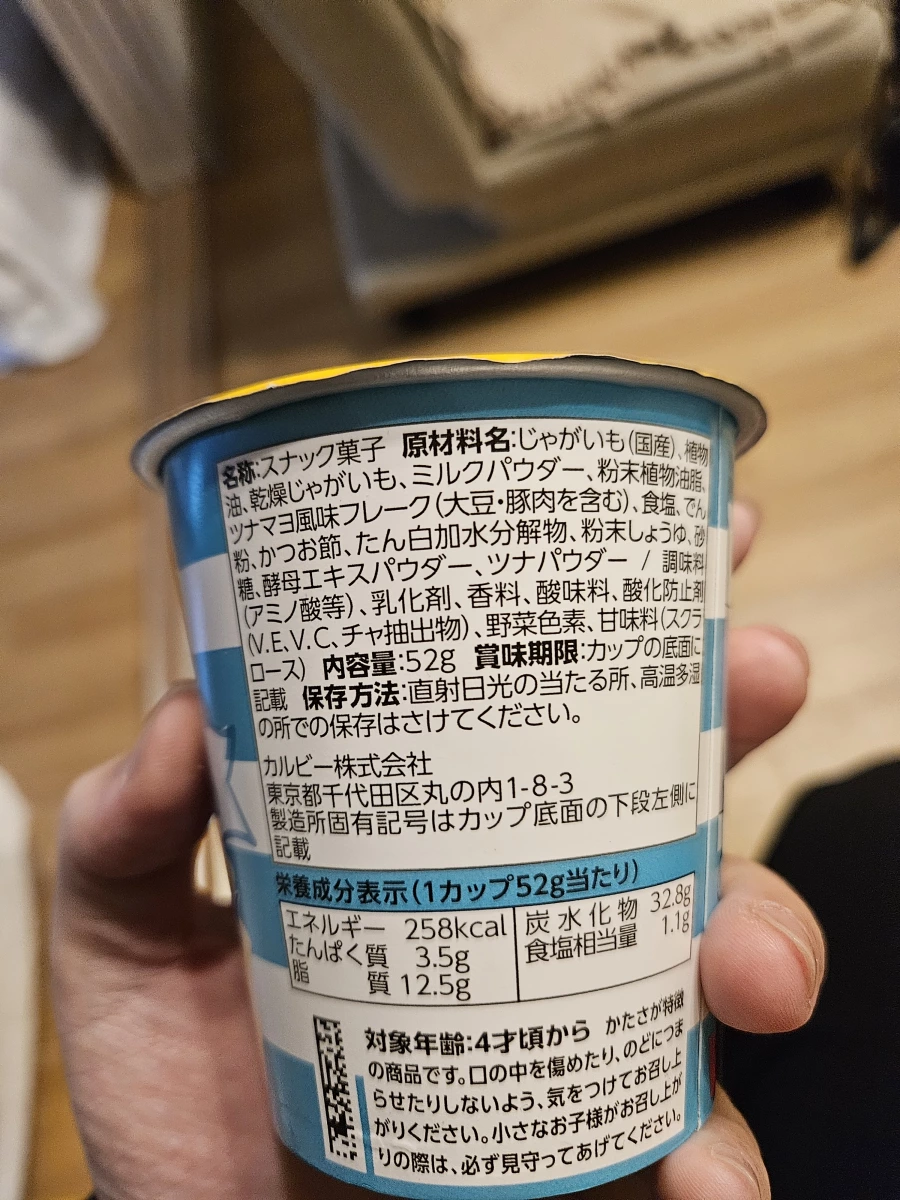 名称:スナック菓子 原材料名:じゃがいも(国産)、植物
油、乾燥じゃがいも、ミルクパウダー、粉末植物油脂、
ツナマヨ風味フレーク(大豆・豚肉を含む)、食塩、でん
粉、かつお節、たん白加水分解物、粉末しょうゆ、砂
糖、酵母エキスパウダー、ツナパウダー / 調味料
(アミノ酸等)、乳化剤、香料、酸味料、酸化防止剤
(V.E、V.C、チャ抽出物)、野菜色素、甘味料(スクラ
ロース) 内容量:52g 賞味期限:カップの底面に
記載 保存方法:直射日光の当たる所、高温多湿
の所での保存はさけてください。
カルビー株式会社
東京都千代田区丸の内1-8-3
製造所固有記号はカップ底面の下段左側に
記載
栄養成分表示(1カップ52g当たり)
エネルギー 258kcal 炭水化物 32.8g
たんぱく質 3.5g 食塩相当量 1.1g
脂質 12.5g
対象年齢:4才頃から かたさが特徴
の商品です。口の中を傷めたり、のどにつま
らせたりしないよう、気をつけてお召し上
がりください。小さなお子様がお召し上が
りの際は、必ず見守ってあげてください。